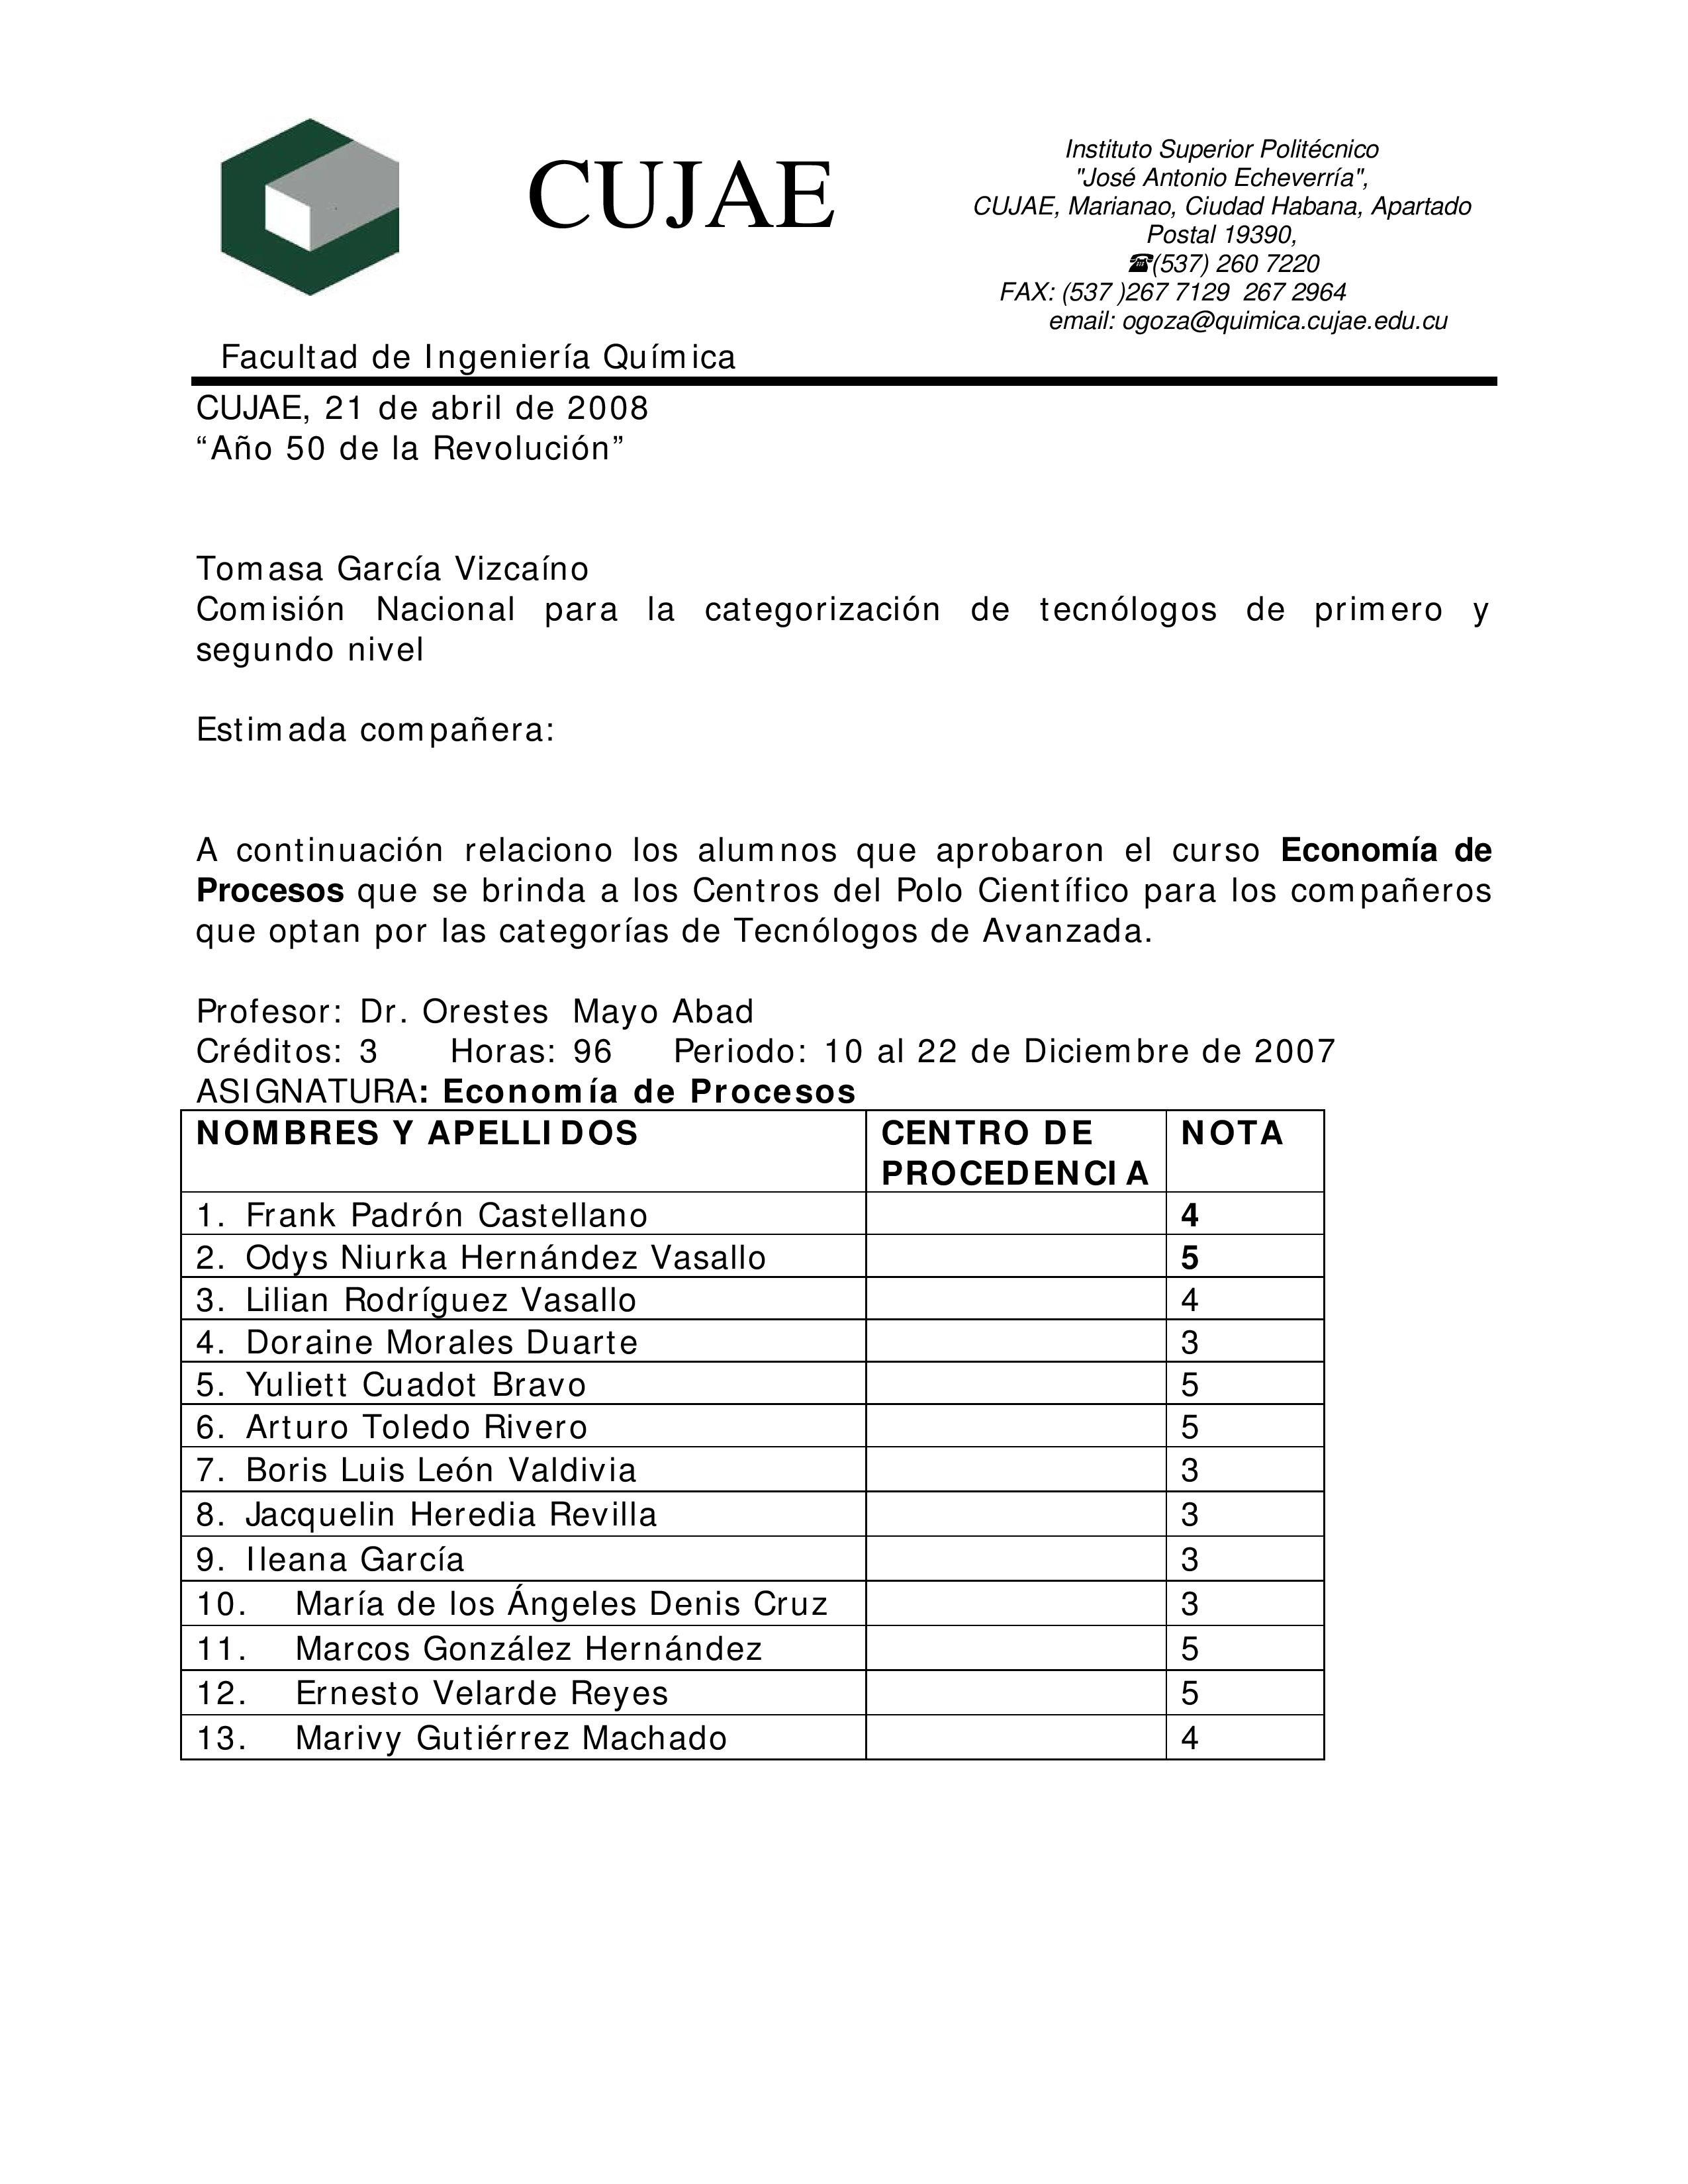 CUJAE
Instituto Superior Politécnico
"José Antonio Echeverría",
CUJAE, Marianao, Ciudad Habana, Apartado
Postal 19390,
☎(537) 260 7220
FAX: (537 )267 7129 267 2964
email: ogoza@quimica.cujae.edu.cu
Facultad de Ingeniería Química
CUJAE, 21 de abril de 2008
“Año 50 de la Revolución”
Tomasa García Vizcaíno
Comisión Nacional para la categorización de tecnólogos de primero y
segundo nivel
Estimada compañera:
A continuación relaciono los alumnos que aprobaron el curso Economía de
Procesos que se brinda a los Centros del Polo Científico para los compañeros
que optan por las categorías de Tecnólogos de Avanzada.
Profesor: Dr. Orestes Mayo Abad
Créditos: 3 Horas: 96 Periodo: 10 al 22 de Diciembre de 2007
ASIGNATURA: Economía de Procesos
NOMBRES Y APELLIDOS CENTRO DE PROCEDENCIA NOTA
1. Frank Padrón Castellano 4
2. Odys Niurka Hernández Vasallo 5
3. Lilian Rodríguez Vasallo 4
4. Doraine Morales Duarte 3
5. Yuliett Cuadot Bravo 5
6. Arturo Toledo Rivero 5
7. Boris Luis León Valdivia 3
8. Jacquelin Heredia Revilla 3
9. Ileana García 3
10. María de los Ángeles Denis Cruz 3
11. Marcos González Hernández 5
12. Ernesto Velarde Reyes 5
13. Marivy Gutiérrez Machado 4